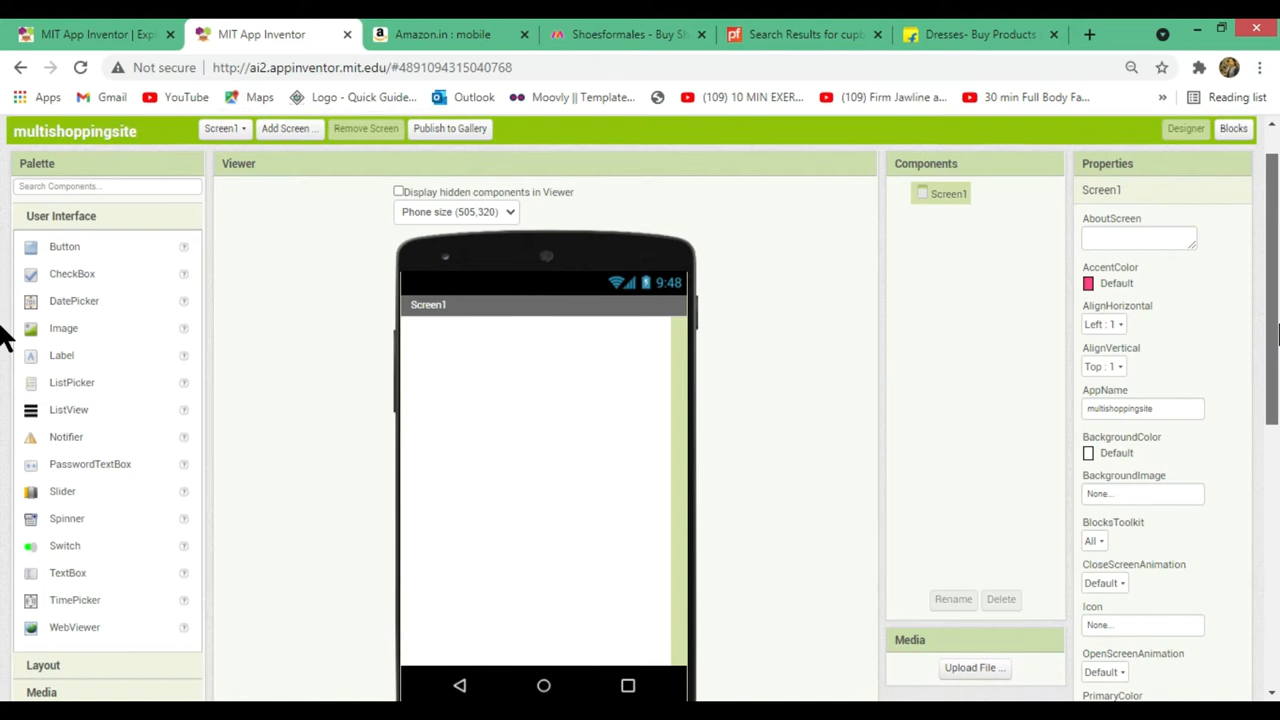 MIT App Inventor | Exp
MIT App Inventor
Amazon.in : mobile
Shoesformales - Buy Sh
Search Results for cupb
Dresses- Buy Products
Not secure
http://ai2.appinventor.mit.edu/#4891094315040768
Apps
Gmail
YouTube
Maps
Logo - Quick Guide...
Outlook
Moovly || Template...
(109) 10 MIN EXER...
(109) Firm Jawline a...
30 min Full Body Fa...
Reading list
multishoppingsite
Screen1
Add Screen ...
Remove Screen
Publish to Gallery
Designer
Blocks
Palette
Search Components...
User Interface
Button
CheckBox
DatePicker
Image
Label
ListPicker
ListView
Notifier
PasswordTextBox
Slider
Spinner
Switch
TextBox
TimePicker
WebViewer
Layout
Media
Viewer
Display hidden components in Viewer
Phone size (505,320)
9:48
Screen1
Components
Screen1
Rename
Delete
Media
Upload File ...
Properties
Screen1
AboutScreen
AccentColor
Default
AlignHorizontal
Left : 1
AlignVertical
Top : 1
AppName
multishoppingsite
BackgroundColor
Default
BackgroundImage
None...
BlocksToolkit
All
CloseScreenAnimation
Default
Icon
None...
OpenScreenAnimation
Default
PrimaryColor